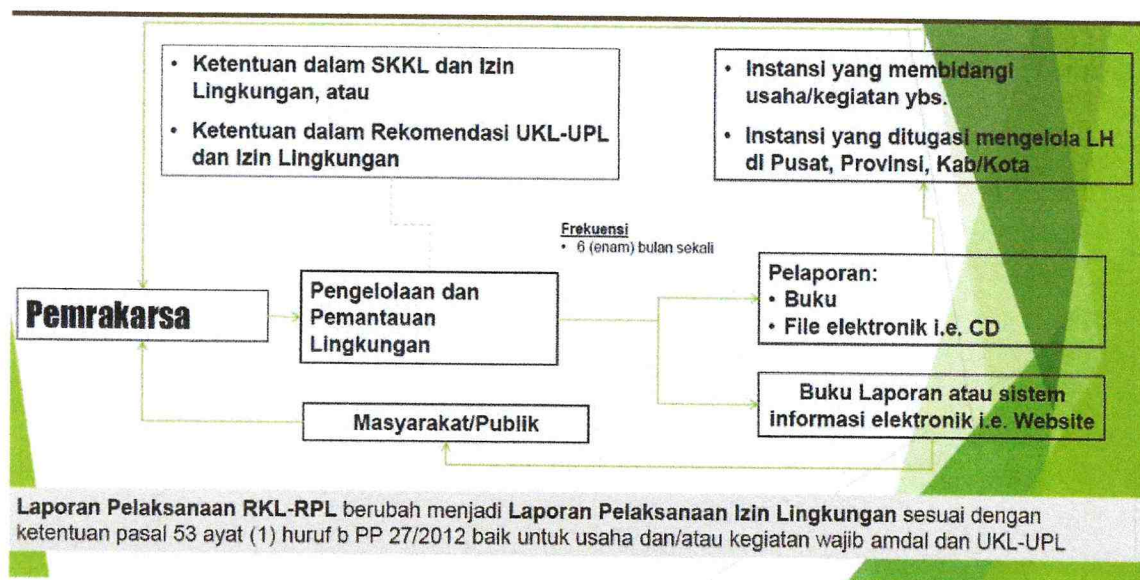 • Ketentuan dalam SKKL dan Izin
Lingkungan, atau
• Ketentuan dalam Rekomendasi UKL-UPL
dan Izin Lingkungan
• Instansi yang membidangi
usaha/kegiatan ybs.
• Instansi yang ditugasi mengelola LH
di Pusat, Provinsi, Kab/Kota
Frekuensi
• 6 (enam) bulan sekali
Pemrakarsa
Pengelolaan dan
Pemantauan
Lingkungan
Pelaporan:
• Buku
• File elektronik i.e. CD
Buku Laporan atau sistem
informasi elektronik i.e. Website
Masyarakat/Publik
Laporan Pelaksanaan RKL-RPL berubah menjadi Laporan Pelaksanaan Izin Lingkungan sesuai dengan
ketentuan pasal 53 ayat (1) huruf b PP 27/2012 baik untuk usaha dan/atau kegiatan wajib amdal dan UKL-UPL